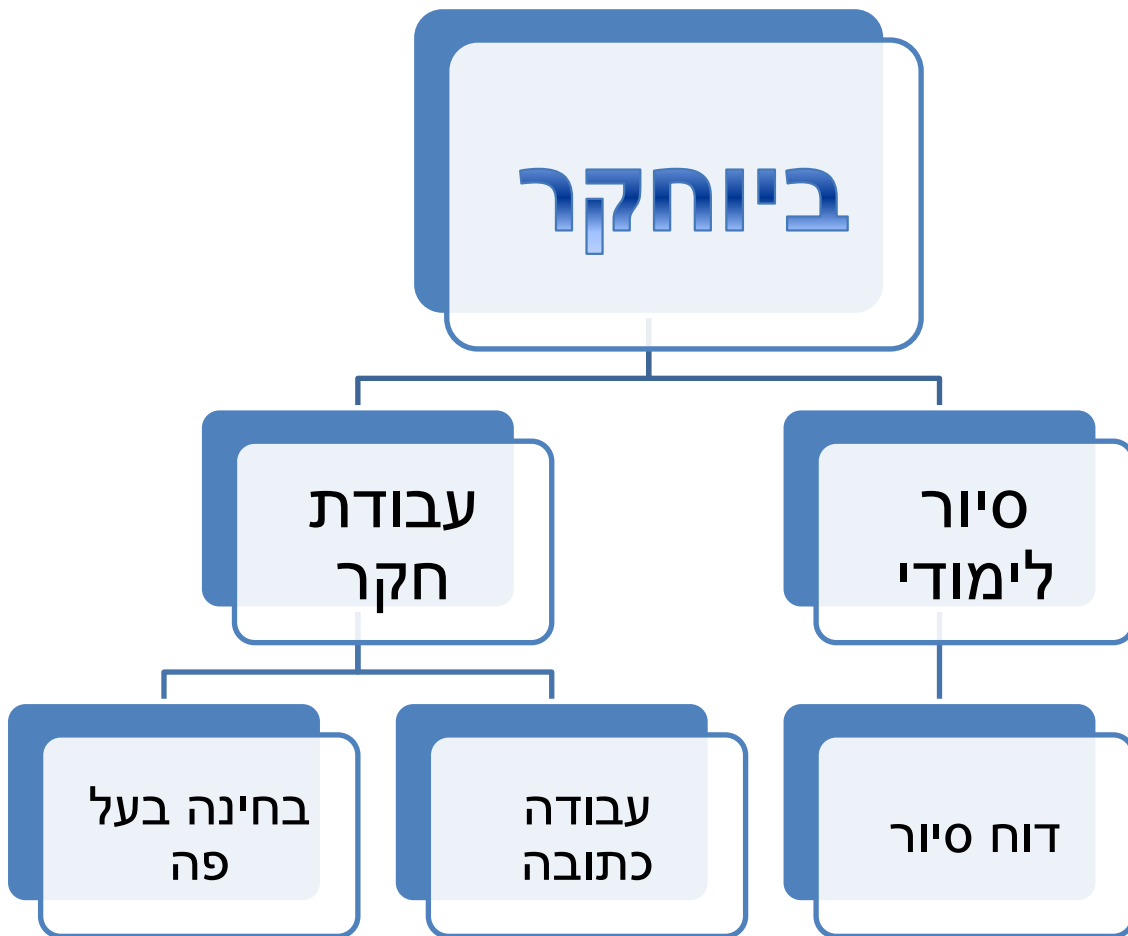 ביוחקר
סיור
לימודי
עבודת
חקר
דוח סיור
עבודה
כתובה
בחינה בעל
פה